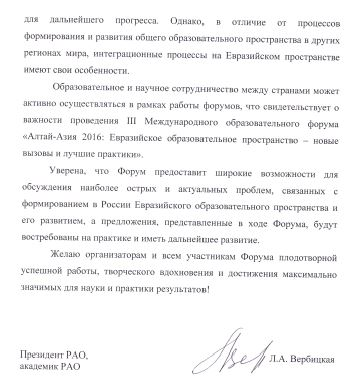 для дальнейшего прогресса. Однако, в отличие от процессов
формирования и развития общего образовательного пространства в других
регионах мира, интеграционные процессы на Евразийском пространстве
имеют свои особенности.
Образовательное и научное сотрудничество между странами может
активно осуществляться в рамках работы форумов, что свидетельствует о
важности проведения III Международного образовательного форума
«Алтай-Азия 2016: Евразийское образовательное пространство – новые
вызовы и лучшие практики».
Уверена, что Форум предоставит широкие возможности для
обсуждения наиболее острых и актуальных проблем, связанных с
формированием в России Евразийского образовательного пространства и
его развитием, а предложения, представленные в ходе Форума, будут
востребованы на практике и иметь дальнейшее развитие.
Желаю организаторам и всем участникам Форума плодотворной
успешной работы, творческого вдохновения и достижения максимально
значимых для науки и практики результатов!
Президент РАО,
академик РАО
Л.А. Вербицкая